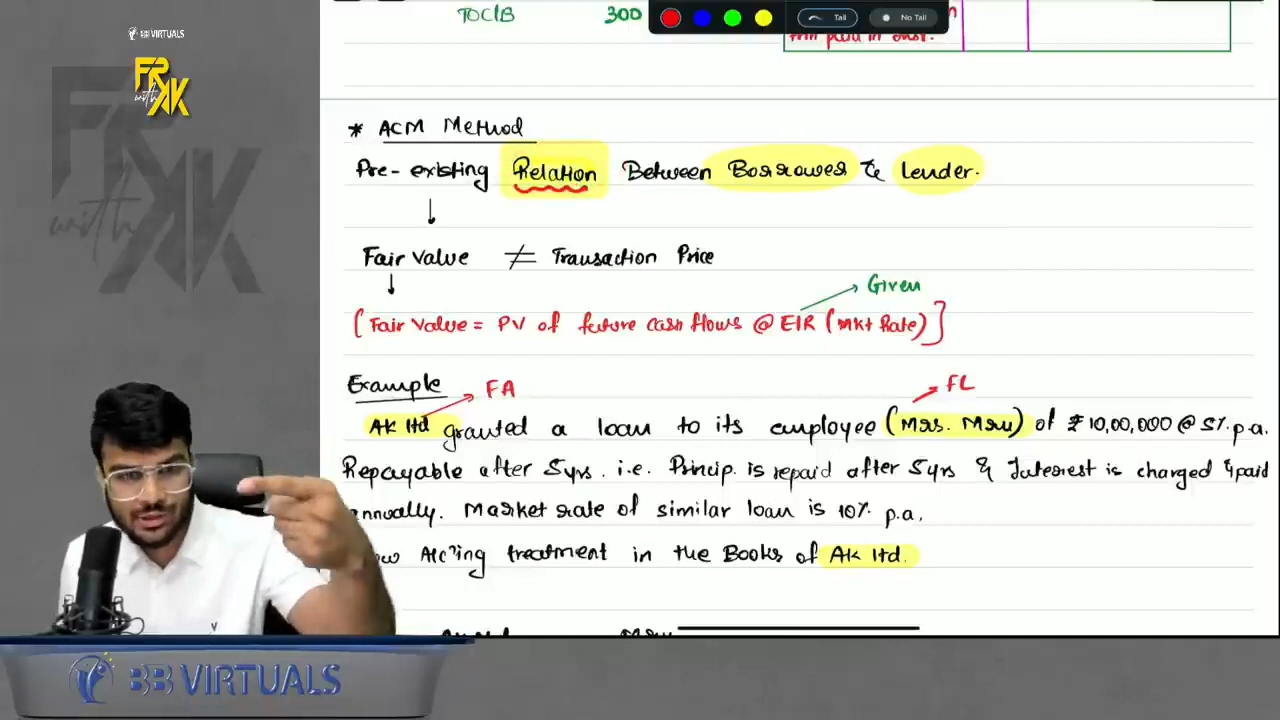 TOCIB 300
Tail
No Tail
BB VIRTUALS
FR with AK
* ACM Method
Pre-existing Relation Between Borrower & Lender.
Fair Value ≠ Transaction Price
Given
[Fair Value = PV of future cash flows @ EIR (Mkt Rate)]
Example
FA
FL
AK ltd granted a loan to its employee (Mrs. Mru) of ₹10,00,000 @ 5% p.a.
Repayable after 5yrs. i.e. Princip. is repaid after 5yrs & Interest is charged & paid
annually. Market rate of similar loan is 10% p.a.
Alc'ing treatment in the Books of AK ltd.
BB VIRTUALS